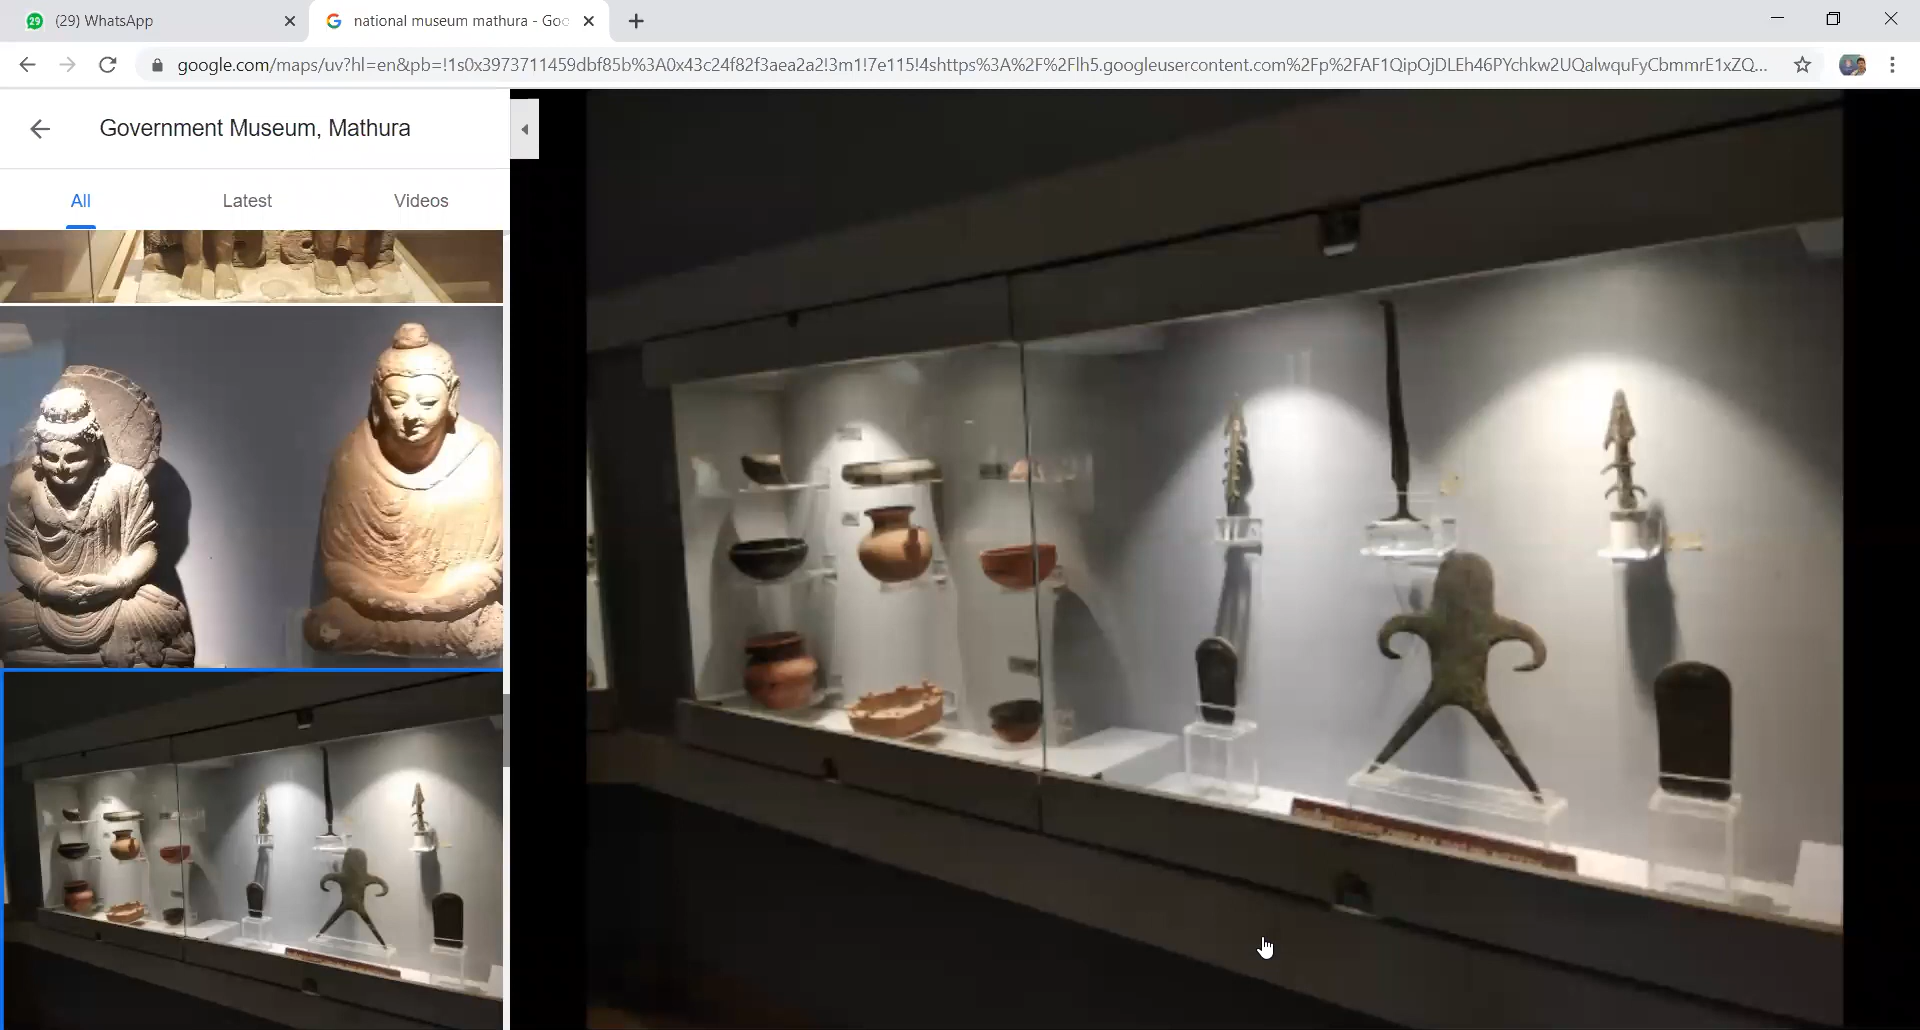 29 (29) WhatsApp
national museum mathura - Goo
google.com/maps/uv?hl=en&pb=!1s0x3973711459dbf85b%3A0x43c24f82f3aea2a2!3m1!7e115!4shttps%3A%2F%2Flh5.googleusercontent.com%2Fp%2FAF1QipOjDLEh46PYchkw2UQalwquFyCbmmrE1xZQ...
Government Museum, Mathura
All Latest Videos